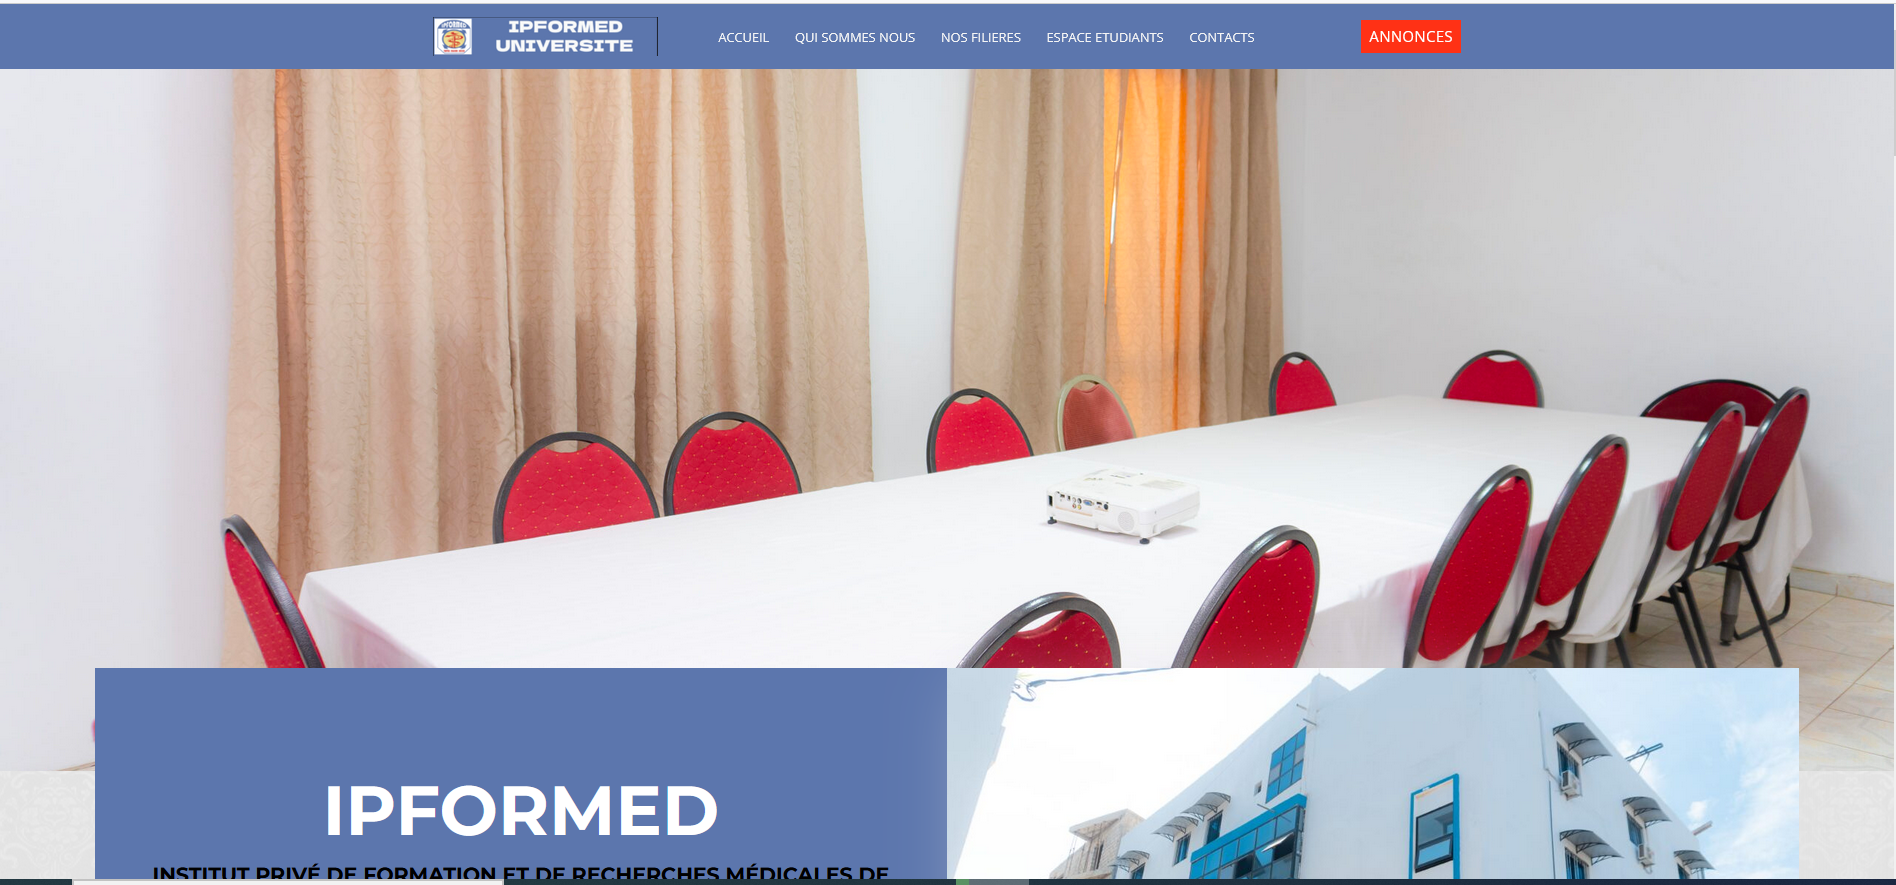 IPFORMED
IPFORMED
UNIVERSITE
ACCUEIL
QUI SOMMES NOUS
NOS FILIERES
ESPACE ETUDIANTS
CONTACTS
ANNONCES
IPFORMED
INSTITUT PRIVÉ DE FORMATION ET DE RECHERCHES MÉDICALES DE